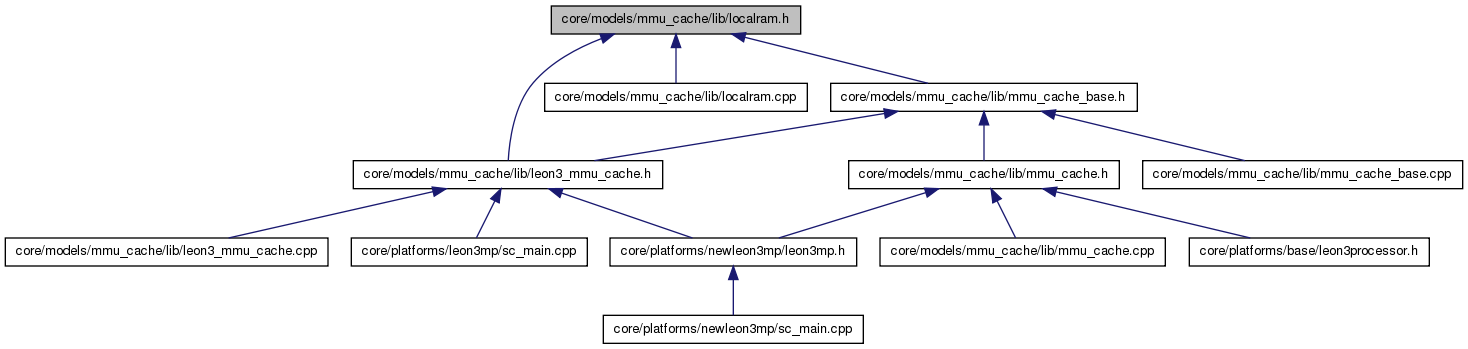 core/models/mmu_cache/lib/localram.h
core/models/mmu_cache/lib/localram.cpp
core/models/mmu_cache/lib/mmu_cache_base.h
core/models/mmu_cache/lib/leon3_mmu_cache.h
core/models/mmu_cache/lib/mmu_cache.h
core/models/mmu_cache/lib/mmu_cache_base.cpp
core/models/mmu_cache/lib/leon3_mmu_cache.cpp
core/platforms/leon3mp/sc_main.cpp
core/platforms/newleon3mp/leon3mp.h
core/models/mmu_cache/lib/mmu_cache.cpp
core/platforms/base/leon3processor.h
core/platforms/newleon3mp/sc_main.cpp